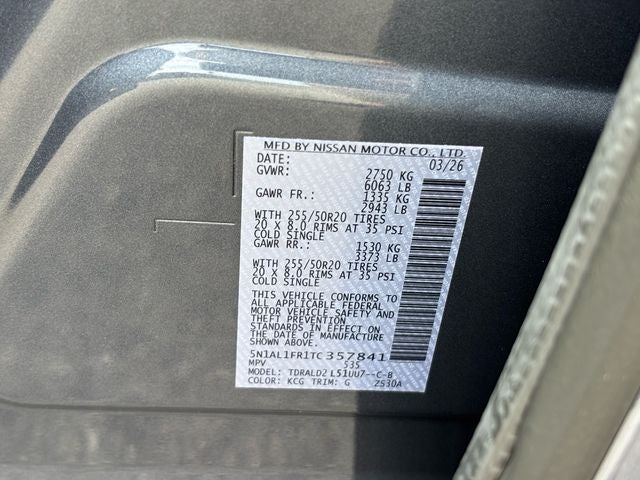 MFD BY NISSAN MOTOR CO., LTD.
DATE: 03/26
GVWR: 2750 KG
6063 LB
GAWR FR.: 1335 KG
2943 LB
WITH 255/50R20 TIRES
20 X 8.0 RIMS AT 35 PSI
COLD SINGLE
GAWR RR.: 1530 KG
3373 LB
WITH 255/50R20 TIRES
20 X 8.0 RIMS AT 35 PSI
COLD SINGLE
THIS VEHICLE CONFORMS TO
ALL APPLICABLE FEDERAL
MOTOR VEHICLE SAFETY AND
THEFT PREVENTION
STANDARDS IN EFFECT ON
THE DATE OF MANUFACTURE
5N1AL1FR1TC357841
MPV 535
MODEL: TDRALD2 L51UU7--C-B
COLOR: KCG TRIM: G ZS30A